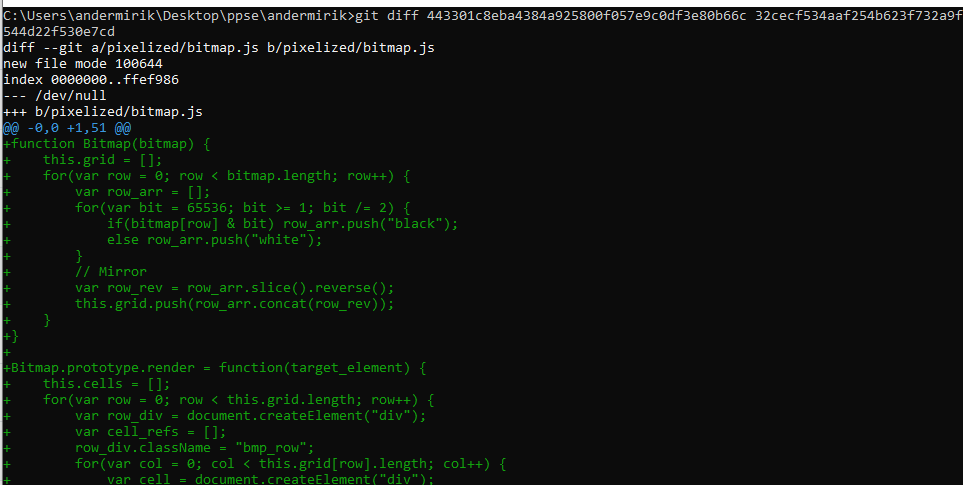 C:\Users\andermirik\Desktop\ppse\andermirik>git diff 443301c8eba4384a925800f057e9c0df3e80b66c 32cecf534aaf254b623f732a9f
544d22f530e7cd
diff --git a/pixelized/bitmap.js b/pixelized/bitmap.js
new file mode 100644
index 0000000..ffef986
--- /dev/null
+++ b/pixelized/bitmap.js
@@ -0,0 +1,51 @@
+function Bitmap(bitmap) {
+    this.grid = [];
+    for(var row = 0; row < bitmap.length; row++) {
+        var row_arr = [];
+        for(var bit = 65536; bit >= 1; bit /= 2) {
+            if(bitmap[row] & bit) row_arr.push("black");
+            else row_arr.push("white");
+        }
+        // Mirror
+        var row_rev = row_arr.slice().reverse();
+        this.grid.push(row_arr.concat(row_rev));
+    }
+}
+
+Bitmap.prototype.render = function(target_element) {
+    this.cells = [];
+    for(var row = 0; row < this.grid.length; row++) {
+        var row_div = document.createElement("div");
+        var cell_refs = [];
+        row_div.className = "bmp_row";
+        for(var col = 0; col < this.grid[row].length; col++) {
+            var cell = document.createElement("div");